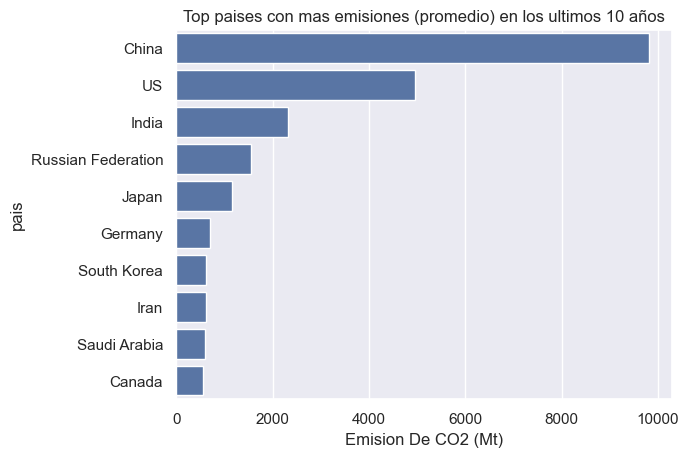 Top paises con mas emisiones (promedio) en los ultimos 10 años
China
US
India
Russian Federation
Japan
Germany
South Korea
Iran
Saudi Arabia
Canada
pais
0 2000 4000 6000 8000 10000
Emision De CO2 (Mt)